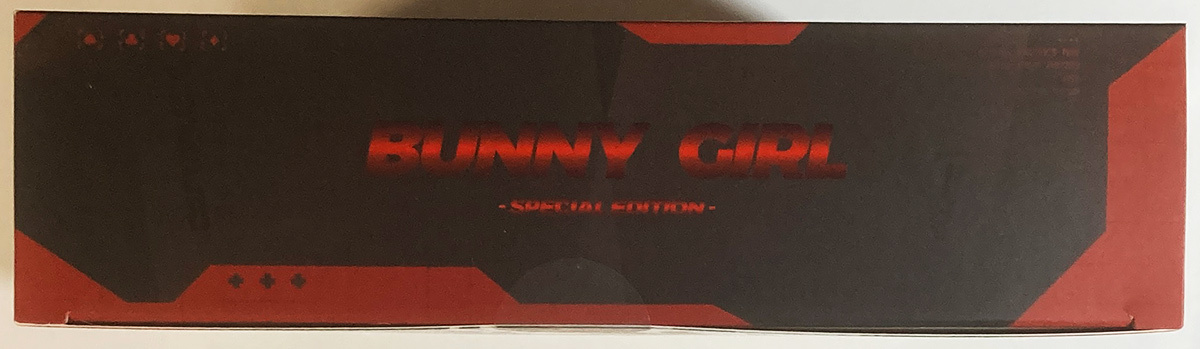 BUNNY GIRL
-SPECIAL EDITION-